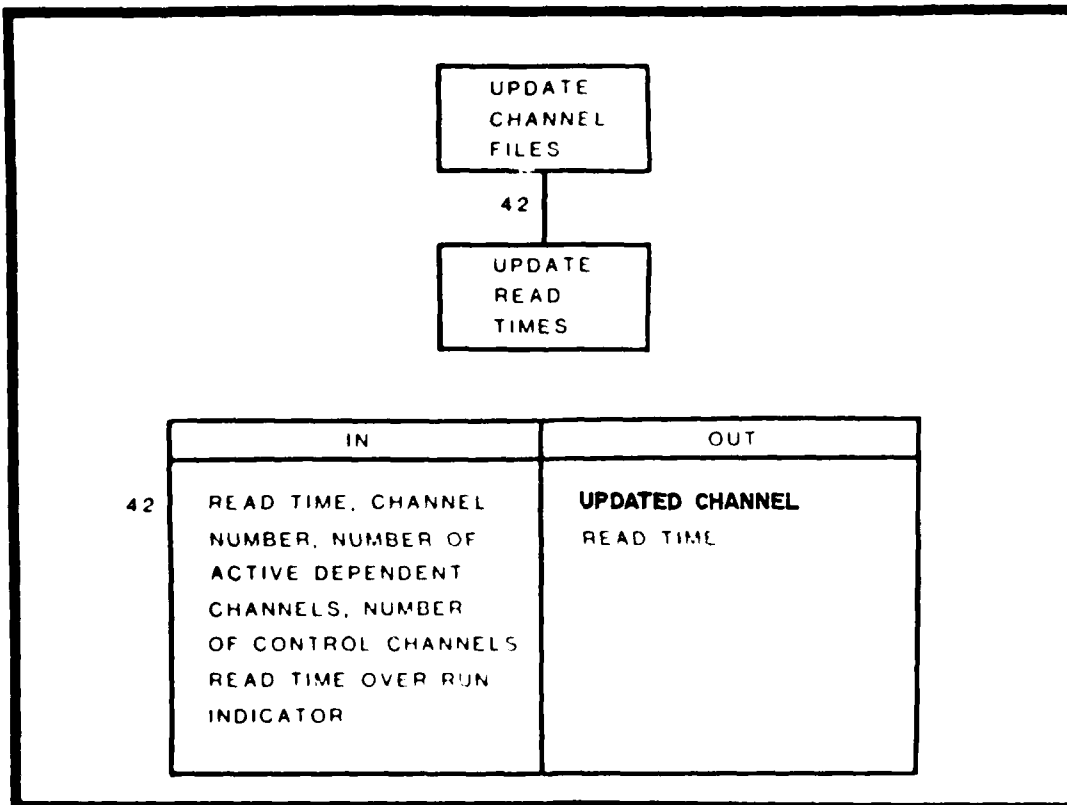 UPDATE
CHANNEL
FILES
42
UPDATE
READ
TIMES
IN
OUT
42
READ TIME, CHANNEL
NUMBER, NUMBER OF
ACTIVE DEPENDENT
CHANNELS, NUMBER
OF CONTROL CHANNELS
READ TIME OVER RUN
INDICATOR
UPDATED CHANNEL
READ TIME